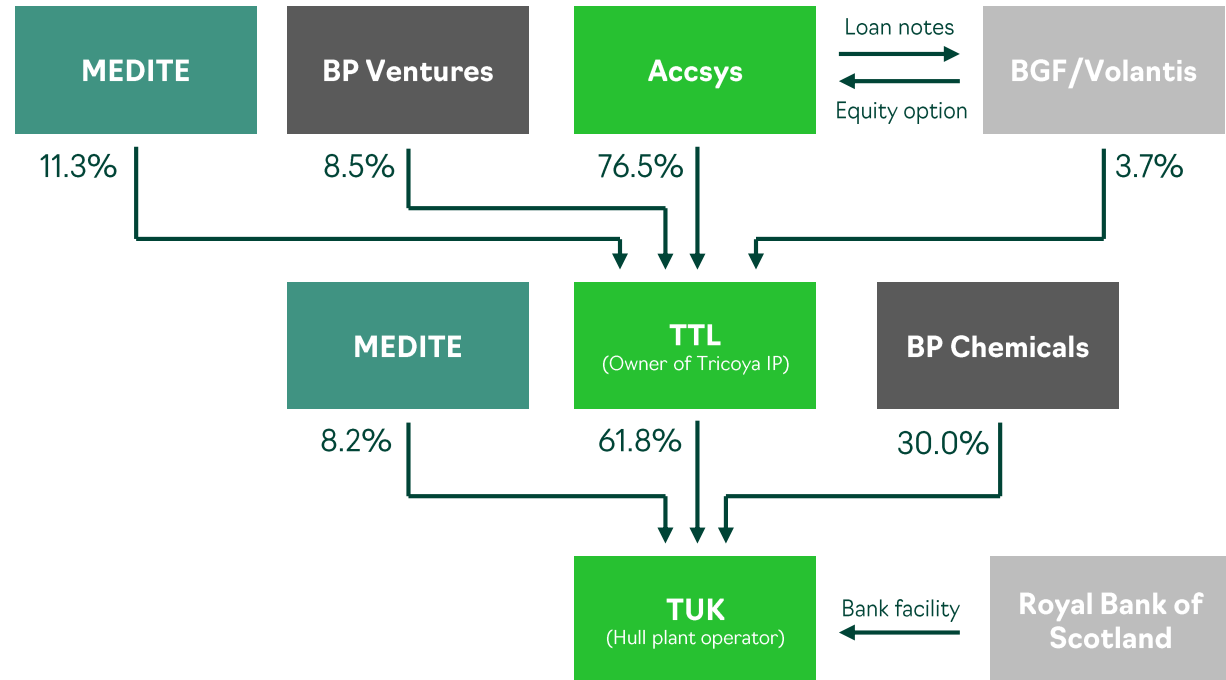 MEDITE
BP Ventures
Accsys
Loan notes
Equity option
BGF/Volantis
11.3%
8.5%
76.5%
3.7%
MEDITE
TTL
(Owner of Tricoya IP)
BP Chemicals
8.2%
61.8%
30.0%
TUK
(Hull plant operator)
Bank facility
Royal Bank of
Scotland